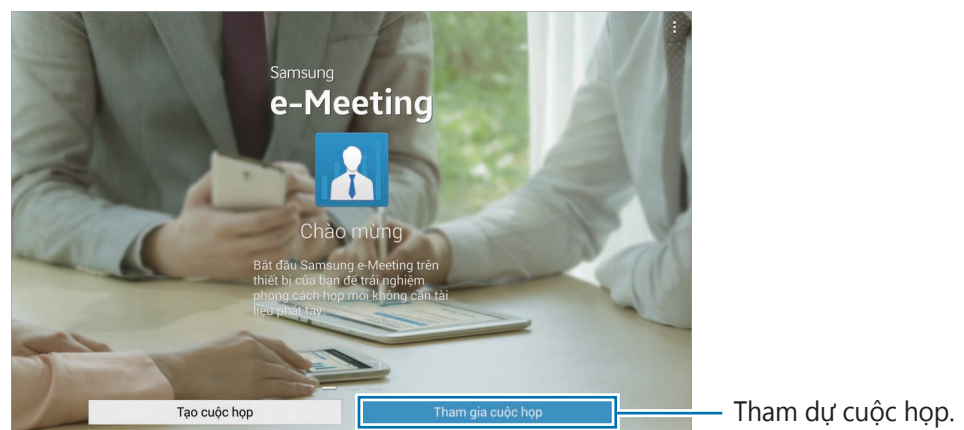 Samsung
e-Meeting
Chào mừng
Bắt đầu Samsung e-Meeting trên
thiết bị của bạn để trải nghiệm
phong cách họp mới không cần tài
liệu phát tay.
Tạo cuộc họp
Tham gia cuộc họp
Tham dự cuộc họp.